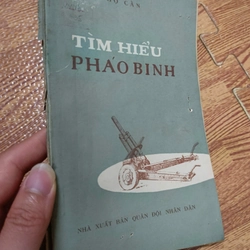 TÌM HIỂU
PHÁO BINH
NHÀ XUẤT BẢN QUÂN ĐỘI NHÂN DÂN